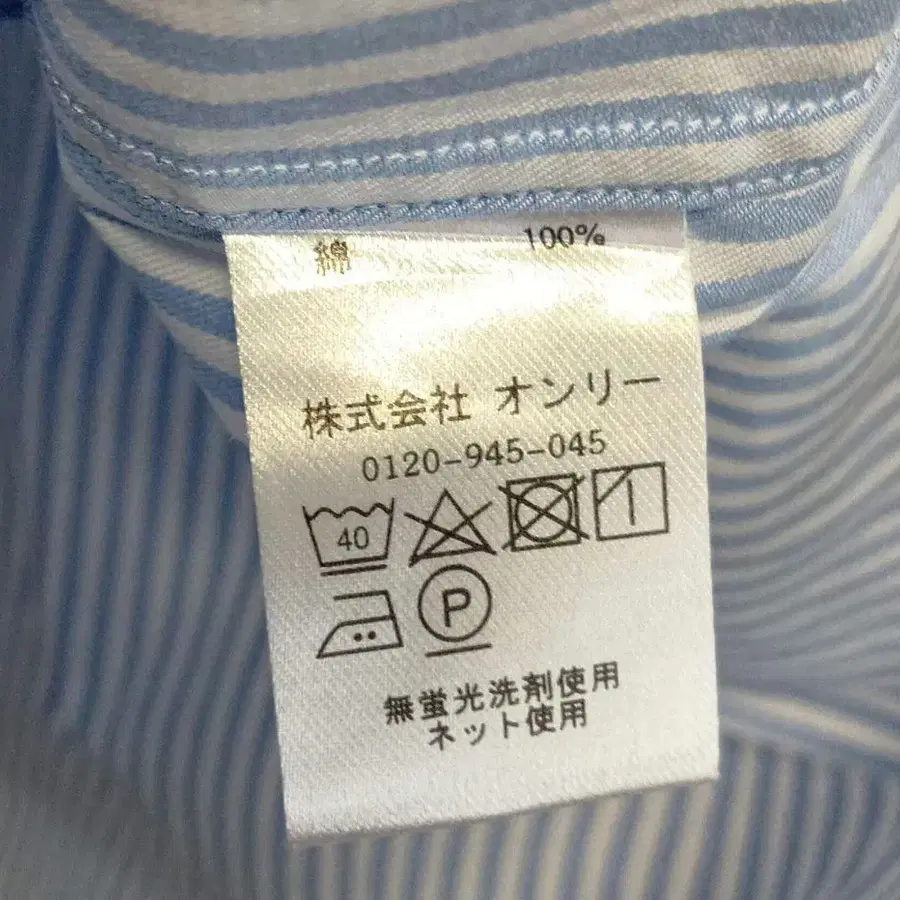 綿 100%
株式会社 オンリー
0120-945-045
40
P
無蛍光洗剤使用
ネット使用